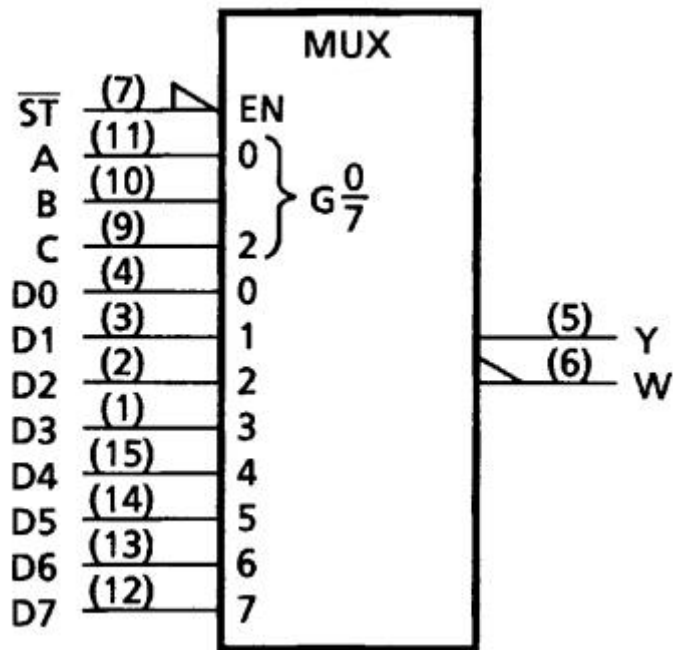 MUX
S̅T̅ (7) EN
A (11) 0
B (10)
G 0/7
C (9) 2
D0 (4) 0
D1 (3) 1 (5) Y
D2 (2) 2 (6) W
D3 (1) 3
D4 (15) 4
D5 (14) 5
D6 (13) 6
D7 (12) 7